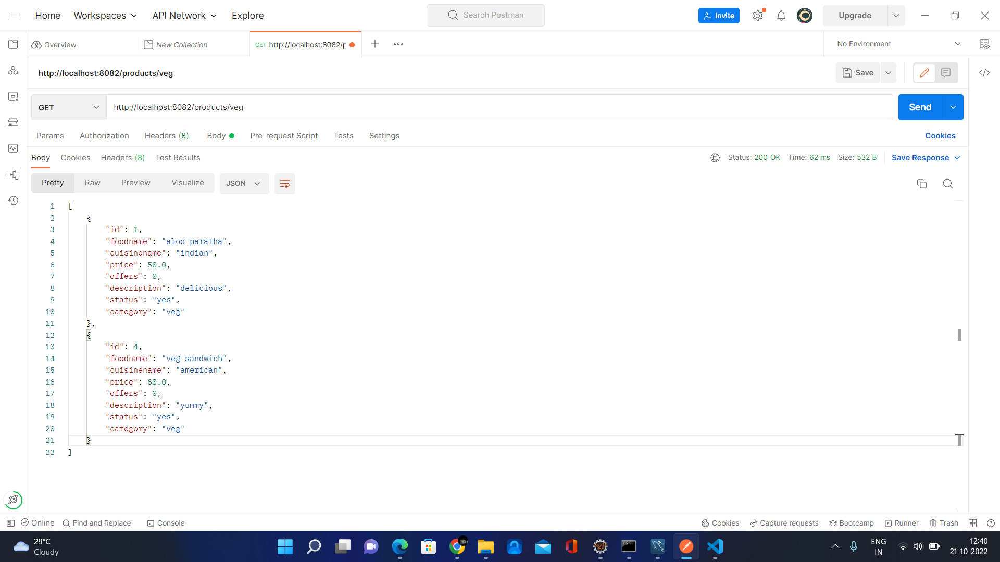 Home Workspaces API Network Explore Search Postman Invite Upgrade
Overview New Collection GET http://localhost:8082/p No Environment
http://localhost:8082/products/veg Save
GET http://localhost:8082/products/veg Send
Params Authorization Headers (8) Body Pre-request Script Tests Settings Cookies
Body Cookies Headers (8) Test Results Status: 200 OK Time: 62 ms Size: 532 B Save Response
Pretty Raw Preview Visualize JSON
1 [
2 {
3 "id": 1,
4 "foodname": "aloo paratha",
5 "cuisinename": "indian",
6 "price": 50.0,
7 "offers": 0,
8 "description": "delicious",
9 "status": "yes",
10 "category": "veg"
11 },
12 {
13 "id": 4,
14 "foodname": "veg sandwich",
15 "cuisinename": "american",
16 "price": 60.0,
17 "offers": 0,
18 "description": "yummy",
19 "status": "yes",
20 "category": "veg"
21 }
22 ]
Online Find and Replace Console Cookies Capture requests Bootcamp Runner Trash
29°C
Cloudy
ENG
IN
12:40
21-10-2022